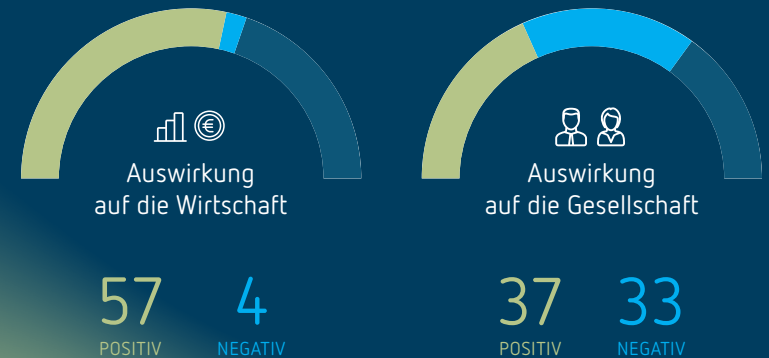 Auswirkung
auf die Wirtschaft
57 4
POSITIV NEGATIV
Auswirkung
auf die Gesellschaft
37 33
POSITIV NEGATIV